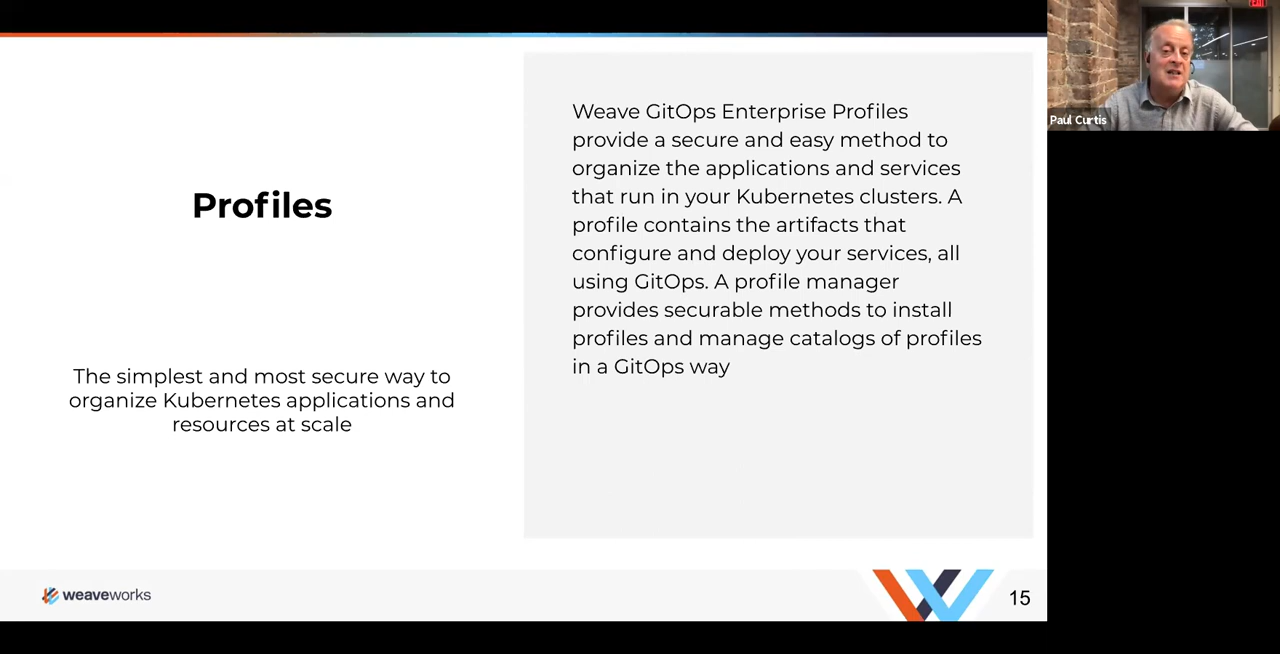 Profiles
The simplest and most secure way to
organize Kubernetes applications and
resources at scale
Weave GitOps Enterprise Profiles
provide a secure and easy method to
organize the applications and services
that run in your Kubernetes clusters. A
profile contains the artifacts that
configure and deploy your services, all
using GitOps. A profile manager
provides securable methods to install
profiles and manage catalogs of profiles
in a GitOps way
weaveworks
15
EXIT
Paul Curtis